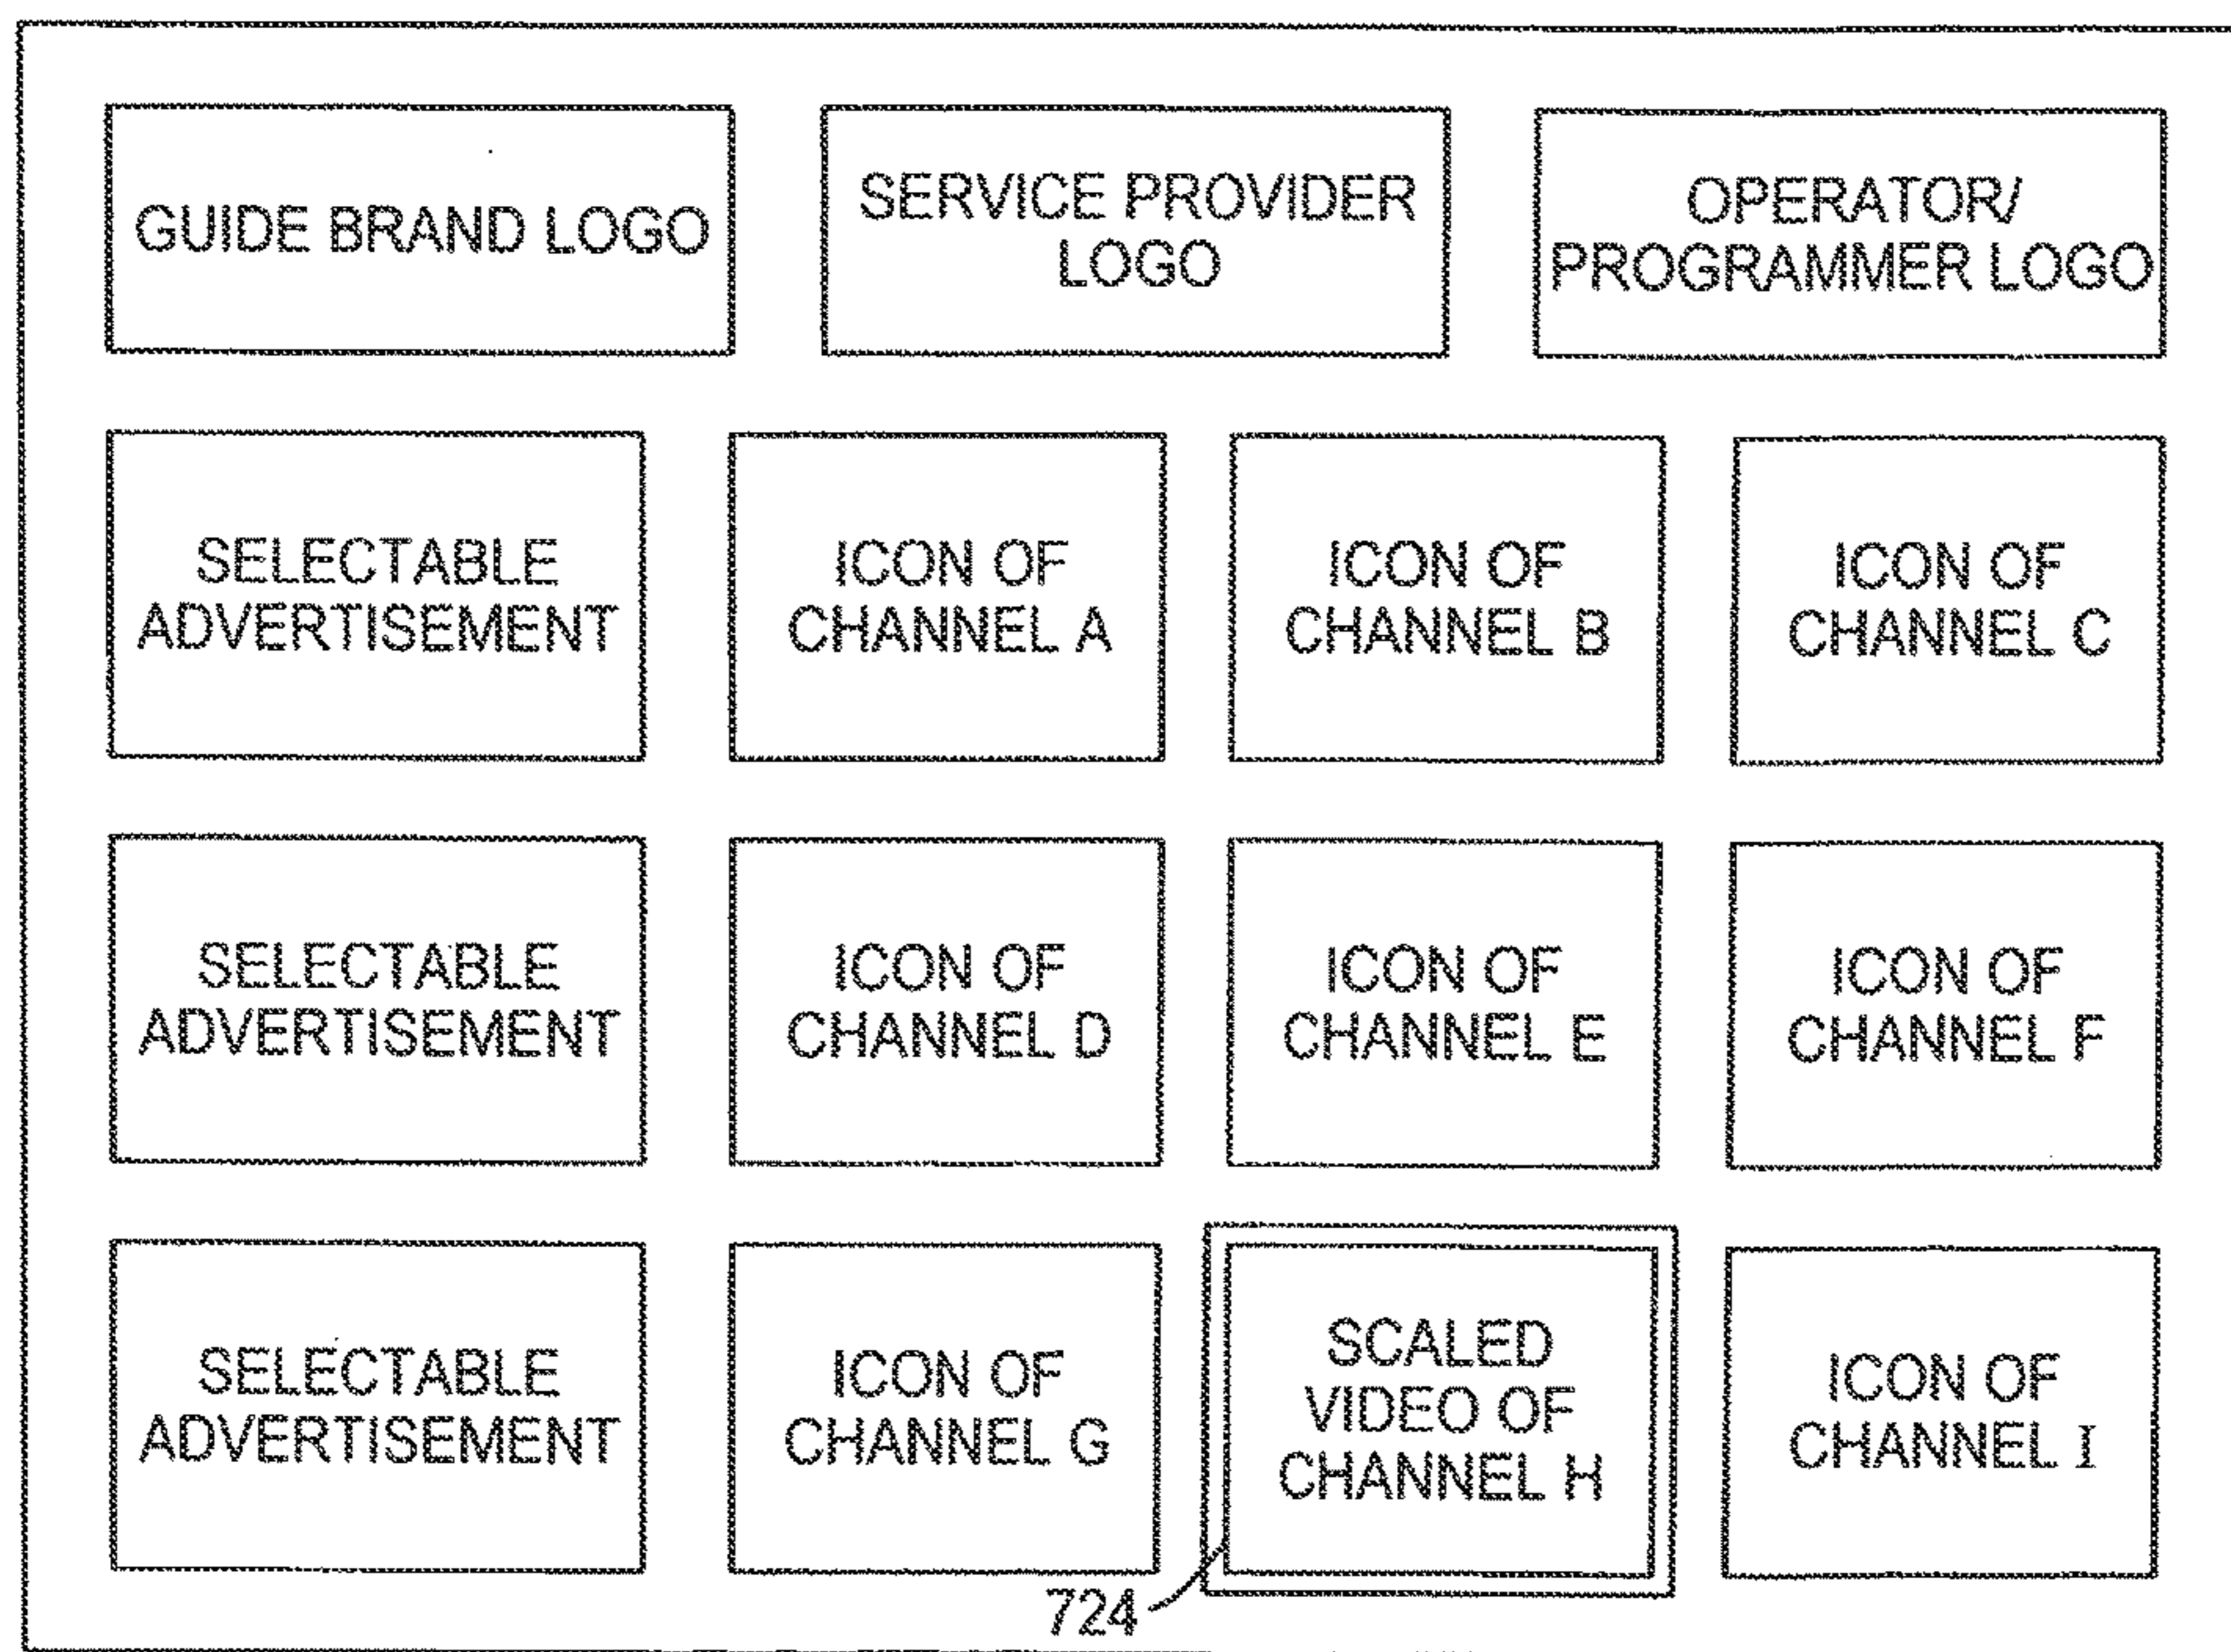 GUIDE BRAND LOGO
SERVICE PROVIDER
LOGO
OPERATOR/
PROGRAMMER LOGO
SELECTABLE
ADVERTISEMENT
ICON OF
CHANNEL A
ICON OF
CHANNEL B
ICON OF
CHANNEL C
SELECTABLE
ADVERTISEMENT
ICON OF
CHANNEL D
ICON OF
CHANNEL E
ICON OF
CHANNEL F
SELECTABLE
ADVERTISEMENT
ICON OF
CHANNEL G
SCALED
VIDEO OF
CHANNEL H
ICON OF
CHANNEL I
724